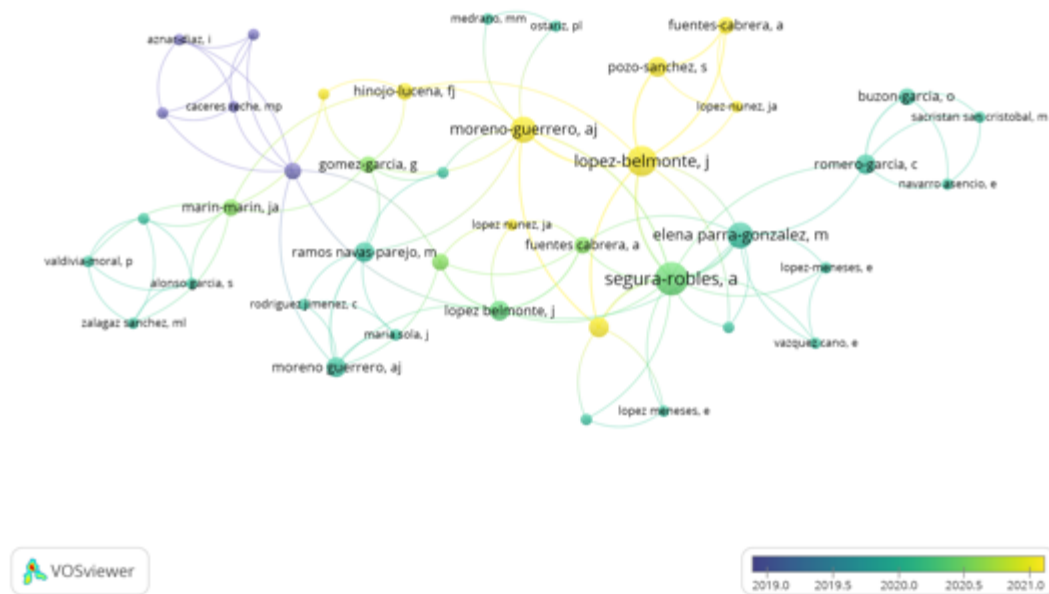 medrano, mm
ostariz, pl
fuentes-cabrera, a
aznar-diaz, i
pozo-sanchez, s
hinojo-lucena, fj
caceres reche, mp
lopez-nunez, ja
buzon-garcia, o
sacristan san cristobal, m
moreno-guerrero, aj
lopez-belmonte, j
gomez-garcia, g
romero-garcia, c
navarro asencio, e
marin-marin, ja
lopez nunez, ja
elena parra-gonzalez, m
fuentes cabrera, a
ramos navas-parejo, m
valdivia-moral, p
lopez-meneses, e
alonso garcia, s
segura-robles, a
rodriguez jimenez, c
lopez belmonte, j
zalagaz sanchez, ml
maria sola, j
vazquez cano, e
moreno guerrero, aj
lopez meneses, e
VOSviewer
2019.0 2019.5 2020.0 2020.5 2021.0